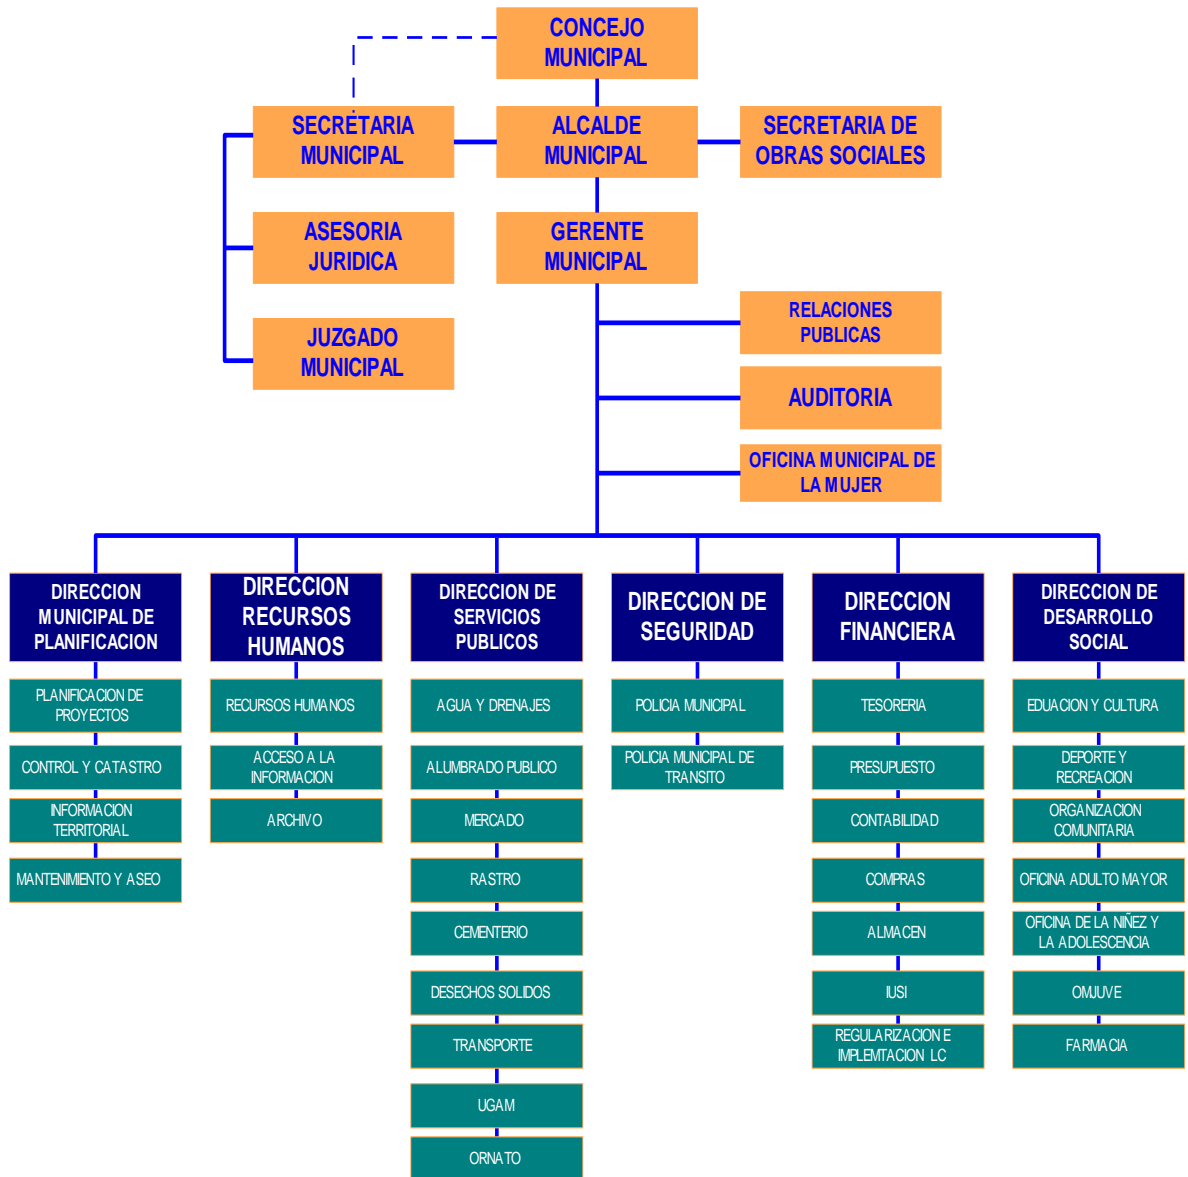 CONCEJO
MUNICIPAL
SECRETARIA
MUNICIPAL
ALCALDE
MUNICIPAL
SECRETARIA DE
OBRAS SOCIALES
ASESORIA
JURIDICA
GERENTE
MUNICIPAL
JUZGADO
MUNICIPAL
RELACIONES
PUBLICAS
AUDITORIA
OFICINA MUNICIPAL DE
LA MUJER
DIRECCION
MUNICIPAL DE
PLANIFICACION
PLANIFICACION DE
PROYECTOS
CONTROL Y CATASTRO
INFORMACION
TERRITORIAL
MANTENIMIENTO Y ASEO
DIRECCION
RECURSOS
HUMANOS
RECURSOS HUMANOS
ACCESO A LA
INFORMACION
ARCHIVO
DIRECCION DE
SERVICIOS
PUBLICOS
AGUA Y DRENAJES
ALUMBRADO PUBLICO
MERCADO
RASTRO
CEMENTERIO
DESECHOS SOLIDOS
TRANSPORTE
UGAM
ORNATO
DIRECCION DE
SEGURIDAD
POLICIA MUNICIPAL
POLICIA MUNICIPAL DE
TRANSITO
DIRECCION
FINANCIERA
TESORERIA
PRESUPUESTO
CONTABILIDAD
COMPRAS
ALMACEN
IUSI
REGULARIZACION E
IMPLEMTACION LC
DIRECCION DE
DESARROLLO
SOCIAL
EDUACION Y CULTURA
DEPORTE Y
RECREACION
ORGANIZACION
COMUNITARIA
OFICINA ADULTO MAYOR
OFICINA DE LA NIÑEZ Y
LA ADOLESCENCIA
OMJUVE
FARMACIA